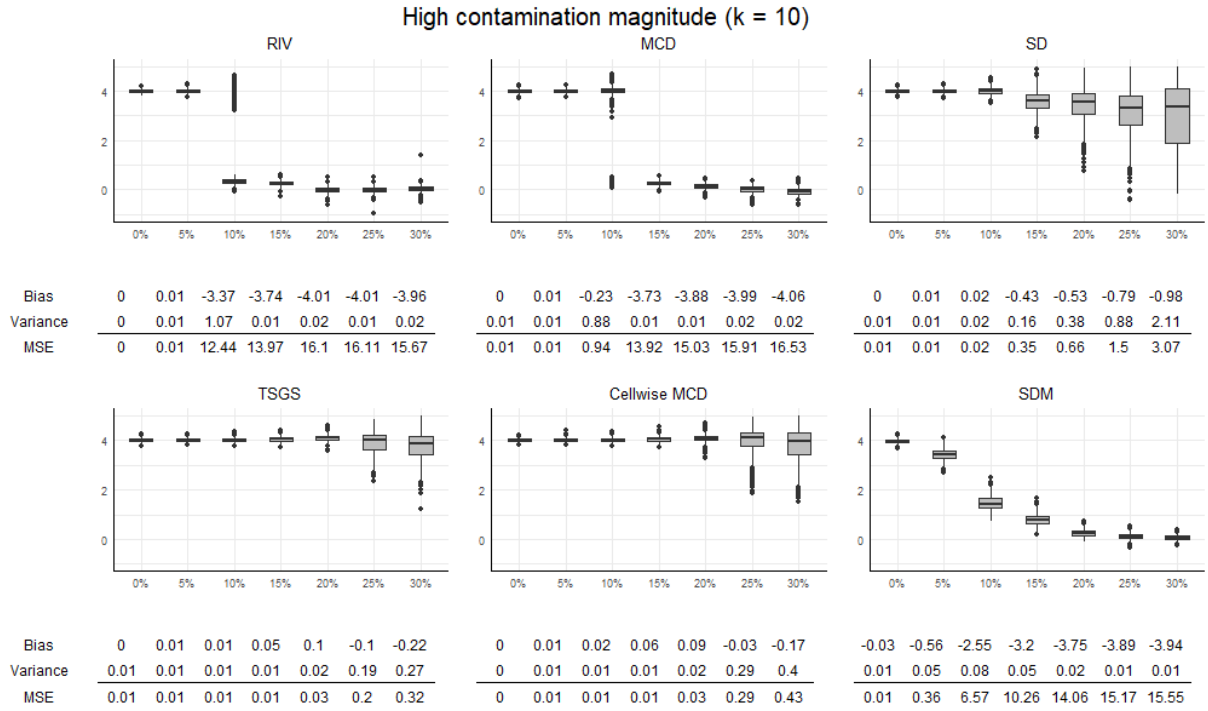 High contamination magnitude (k = 10)
RIV MCD SD
4 4 4
2 2 2
0 0 0
0% 5% 10% 15% 20% 25% 30% 0% 5% 10% 15% 20% 25% 30% 0% 5% 10% 15% 20% 25% 30%
Bias 0 0.01 -3.37 -3.74 -4.01 -4.01 -3.96 0 0.01 -0.23 -3.73 -3.88 -3.99 -4.06 0 0.01 0.02 -0.43 -0.53 -0.79 -0.98
Variance 0 0.01 1.07 0.01 0.02 0.01 0.02 0.01 0.01 0.88 0.01 0.01 0.02 0.02 0.01 0.01 0.02 0.16 0.38 0.88 2.11
MSE 0 0.01 12.44 13.97 16.1 16.11 15.67 0.01 0.01 0.94 13.92 15.03 15.91 16.53 0.01 0.01 0.02 0.35 0.66 1.5 3.07
TSGS Cellwise MCD SDM
4 4 4
2 2 2
0 0 0
0% 5% 10% 15% 20% 25% 30% 0% 5% 10% 15% 20% 25% 30% 0% 5% 10% 15% 20% 25% 30%
Bias 0 0.01 0.01 0.05 0.1 -0.1 -0.22 0 0.01 0.02 0.06 0.09 -0.03 -0.17 -0.03 -0.56 -2.55 -3.2 -3.75 -3.89 -3.94
Variance 0.01 0.01 0.01 0.01 0.02 0.19 0.27 0 0.01 0.01 0.01 0.02 0.29 0.4 0.01 0.05 0.08 0.05 0.02 0.01 0.01
MSE 0.01 0.01 0.01 0.01 0.03 0.2 0.32 0 0.01 0.01 0.01 0.03 0.29 0.43 0.01 0.36 6.57 10.26 14.06 15.17 15.55